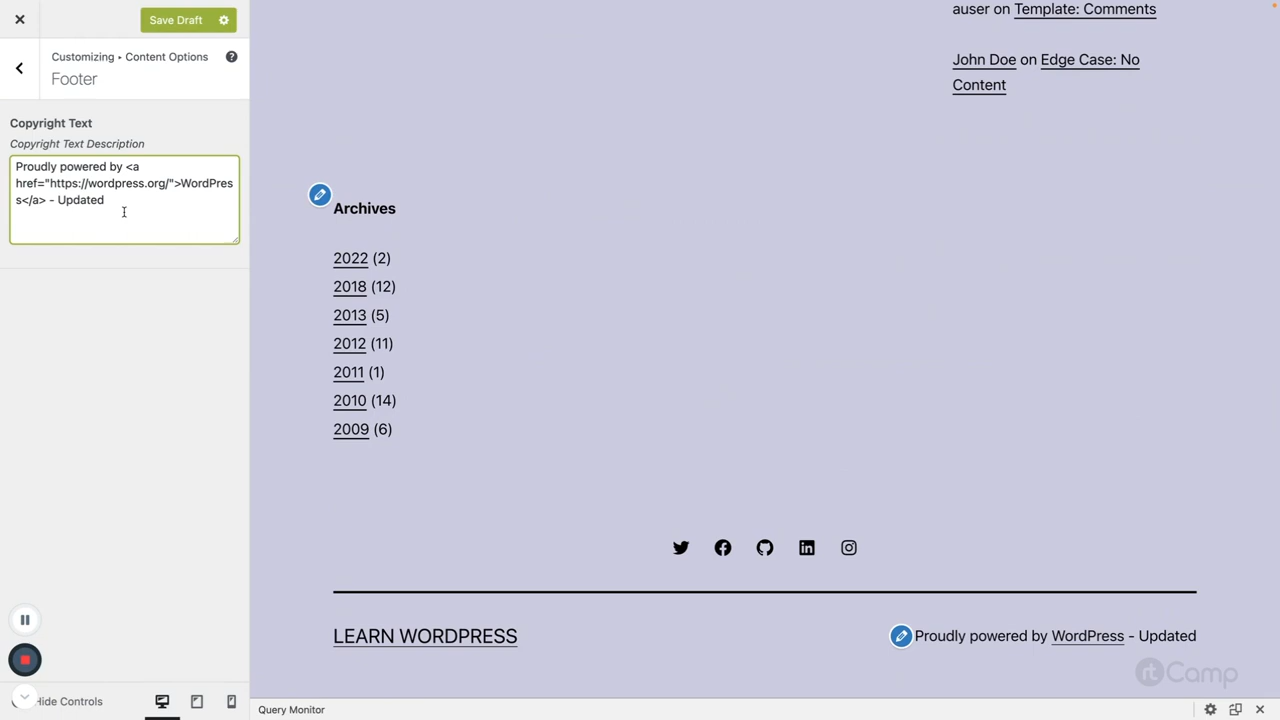 Save Draft
Customizing ▸ Content Options
Footer
Copyright Text
Copyright Text Description
Proudly powered by <a
href="https://wordpress.org/">WordPres
s</a> - Updated
Hide Controls
auser on Template: Comments
John Doe on Edge Case: No
Content
Archives
2022 (2)
2018 (12)
2013 (5)
2012 (11)
2011 (1)
2010 (14)
2009 (6)
LEARN WORDPRESS
Proudly powered by WordPress - Updated
rtCamp
Query Monitor